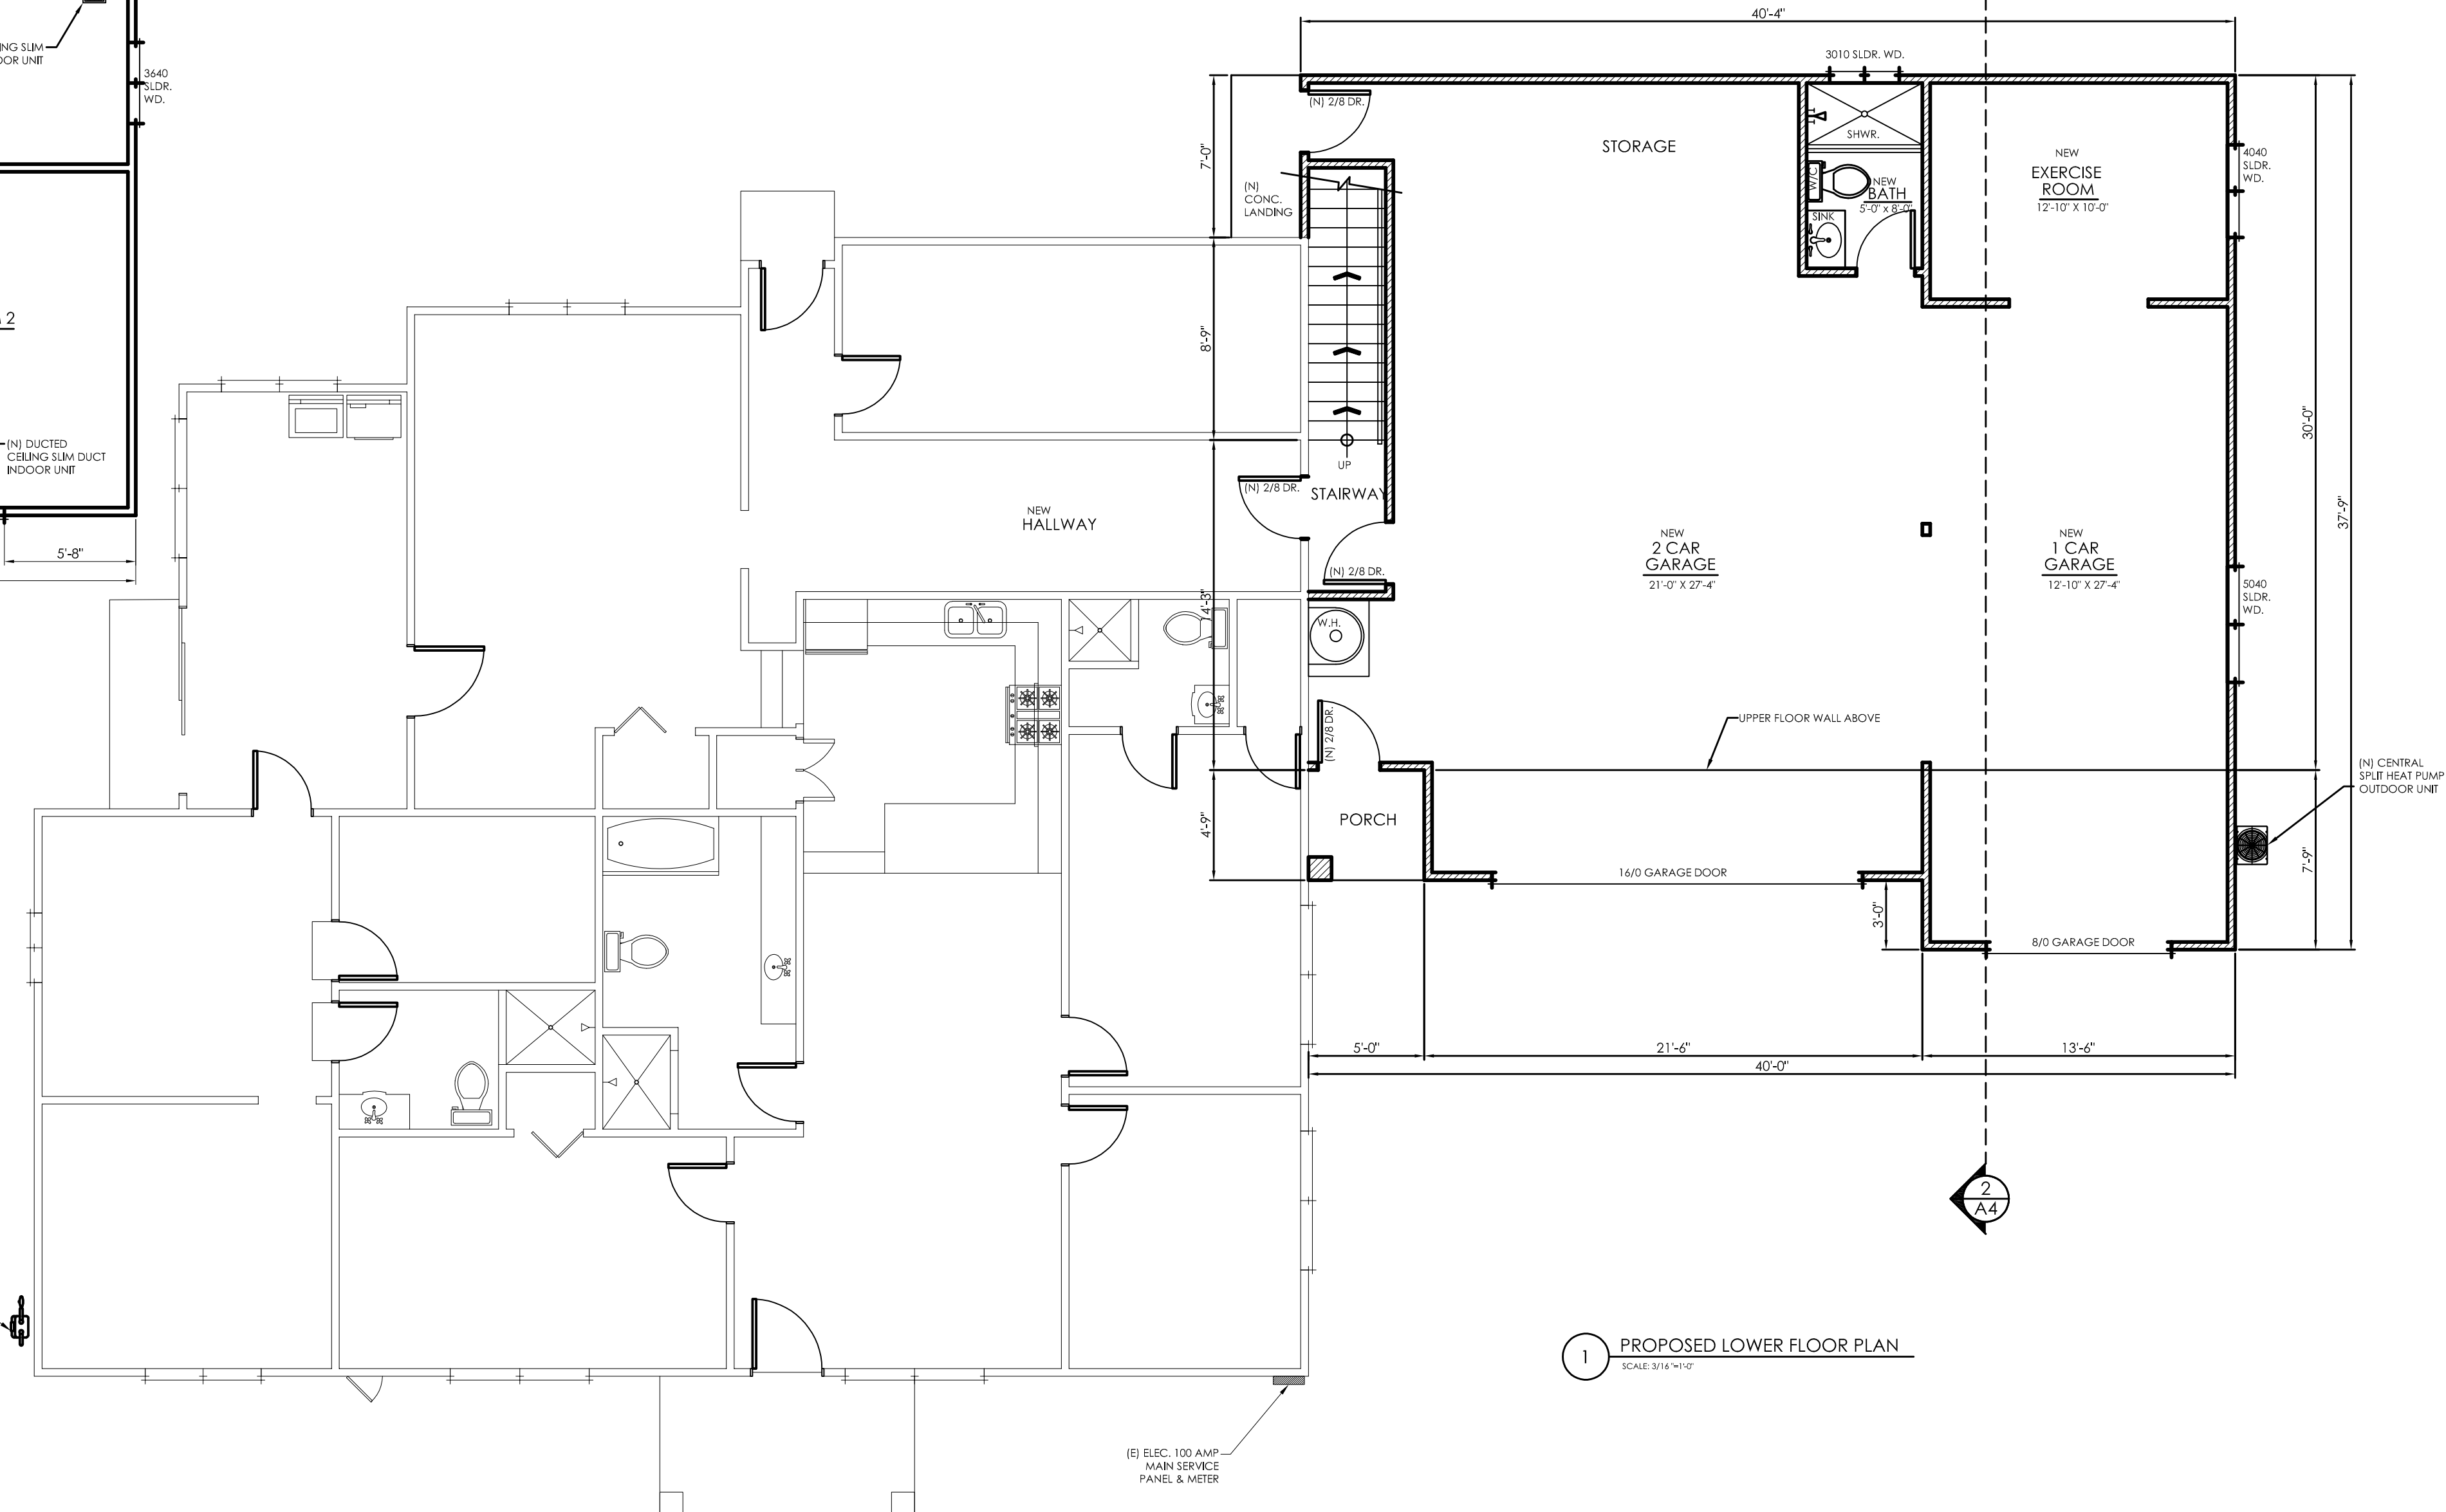 40'-4"
NG SLIM
OOR UNIT
3640
SLDR.
WD.
3010 SLDR. WD.
(N) 2/8 DR.
SHWR.
STORAGE
7'-0"
NEW
EXERCISE
ROOM
12'-10" X 10'-0"
4040
SLDR.
WD.
W/C
NEW
BATH
5'-0" x 8'-0"
SINK
(N)
CONC.
LANDING
2
8'-9"
30'-0"
(N) DUCTED
CEILING SLIM DUCT
INDOOR UNIT
UP
(N) 2/8 DR.
STAIRWAY
NEW
HALLWAY
37'-9"
5'-8"
NEW
2 CAR
GARAGE
21'-0" X 27'-4"
NEW
1 CAR
GARAGE
12'-10" X 27'-4"
(N) 2/8 DR.
5040
SLDR.
WD.
W.H.
(N) 2/8 DR.
UPPER FLOOR WALL ABOVE
(N) CENTRAL
SPLIT HEAT PUMP
OUTDOOR UNIT
PORCH
4'-9"
7'-9"
16/0 GARAGE DOOR
3'-0"
8/0 GARAGE DOOR
5'-0"
21'-6"
13'-6"
40'-0"
2
A4
1
PROPOSED LOWER FLOOR PLAN
SCALE: 3/16"=1'-0"
(E) ELEC. 100 AMP
MAIN SERVICE
PANEL & METER